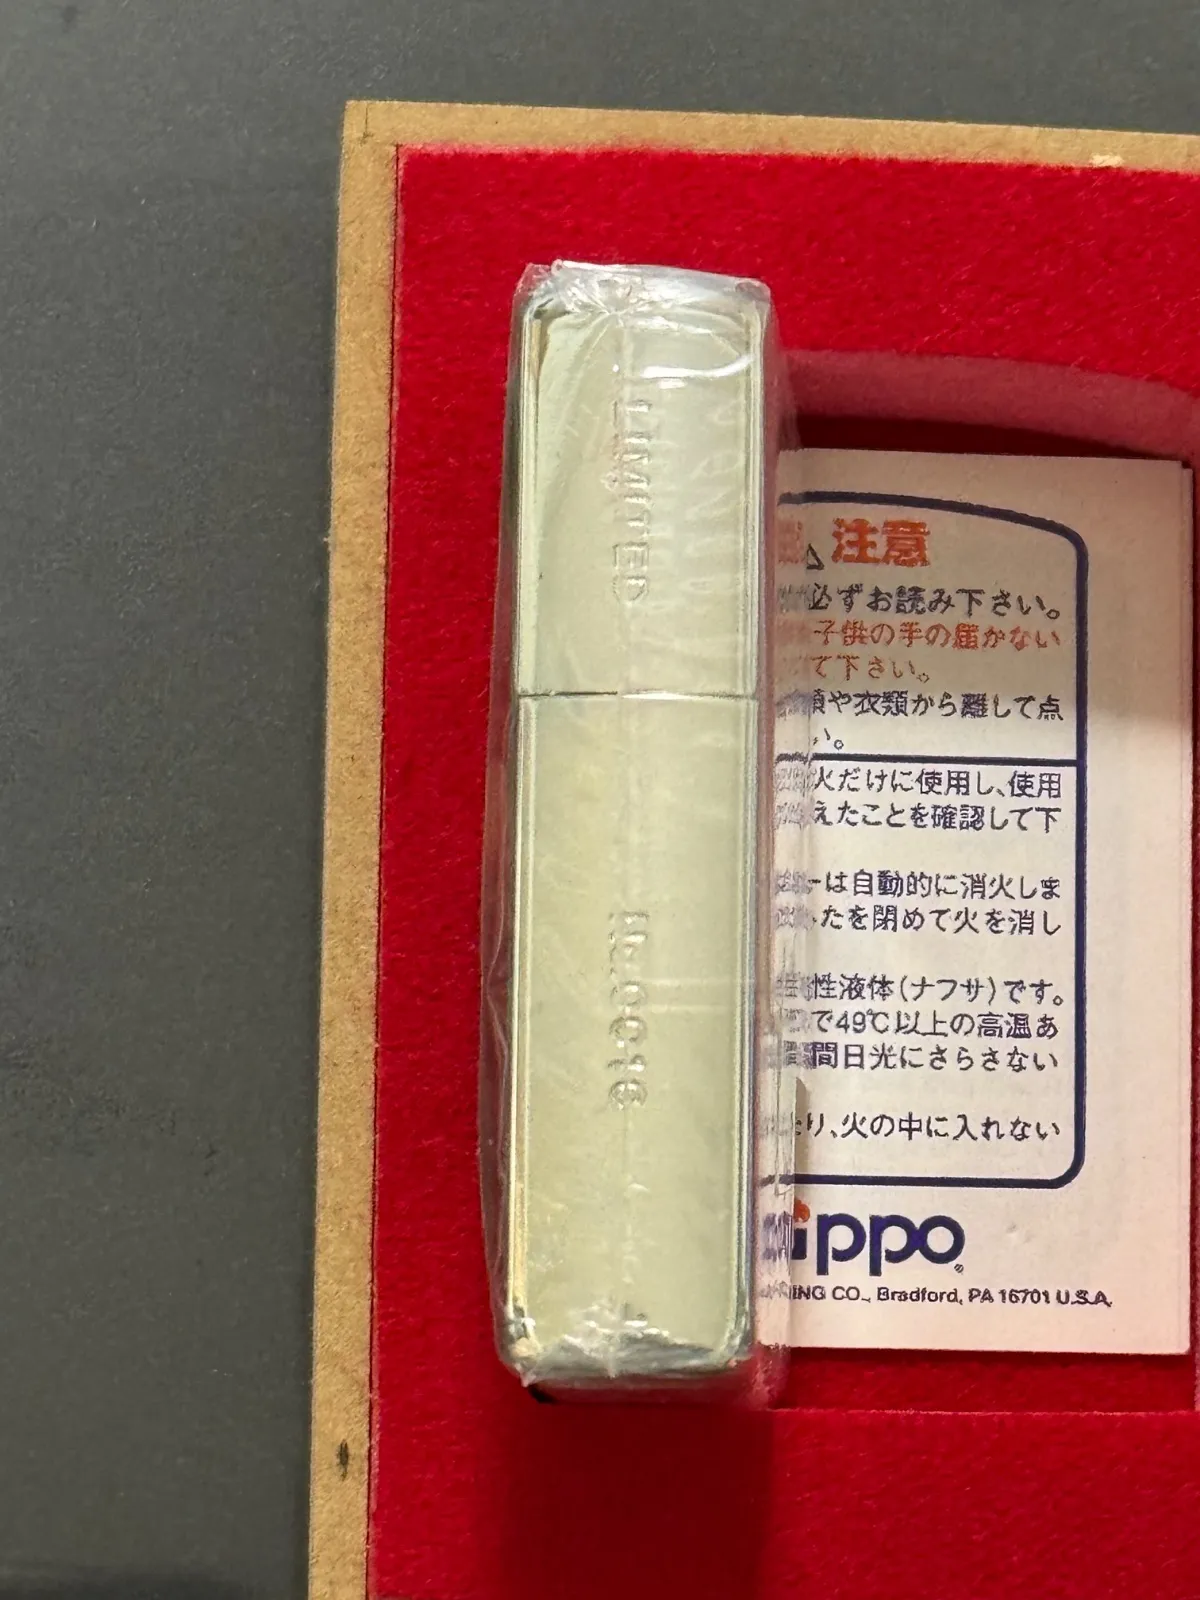 LIMITED
注意
必ずお読み下さい。
子供の手の届かない
て下さい。
や衣類から離して点
い。
火だけに使用し、使用
えたことを確認して下
は自動的に消火しま
たを閉めて火を消し
性液体(ナフサ)です。
で49℃以上の高温あ
間日光にさらさない
り、火の中に入れない
zippo
CO., Bradford, PA 16701 U.S.A.